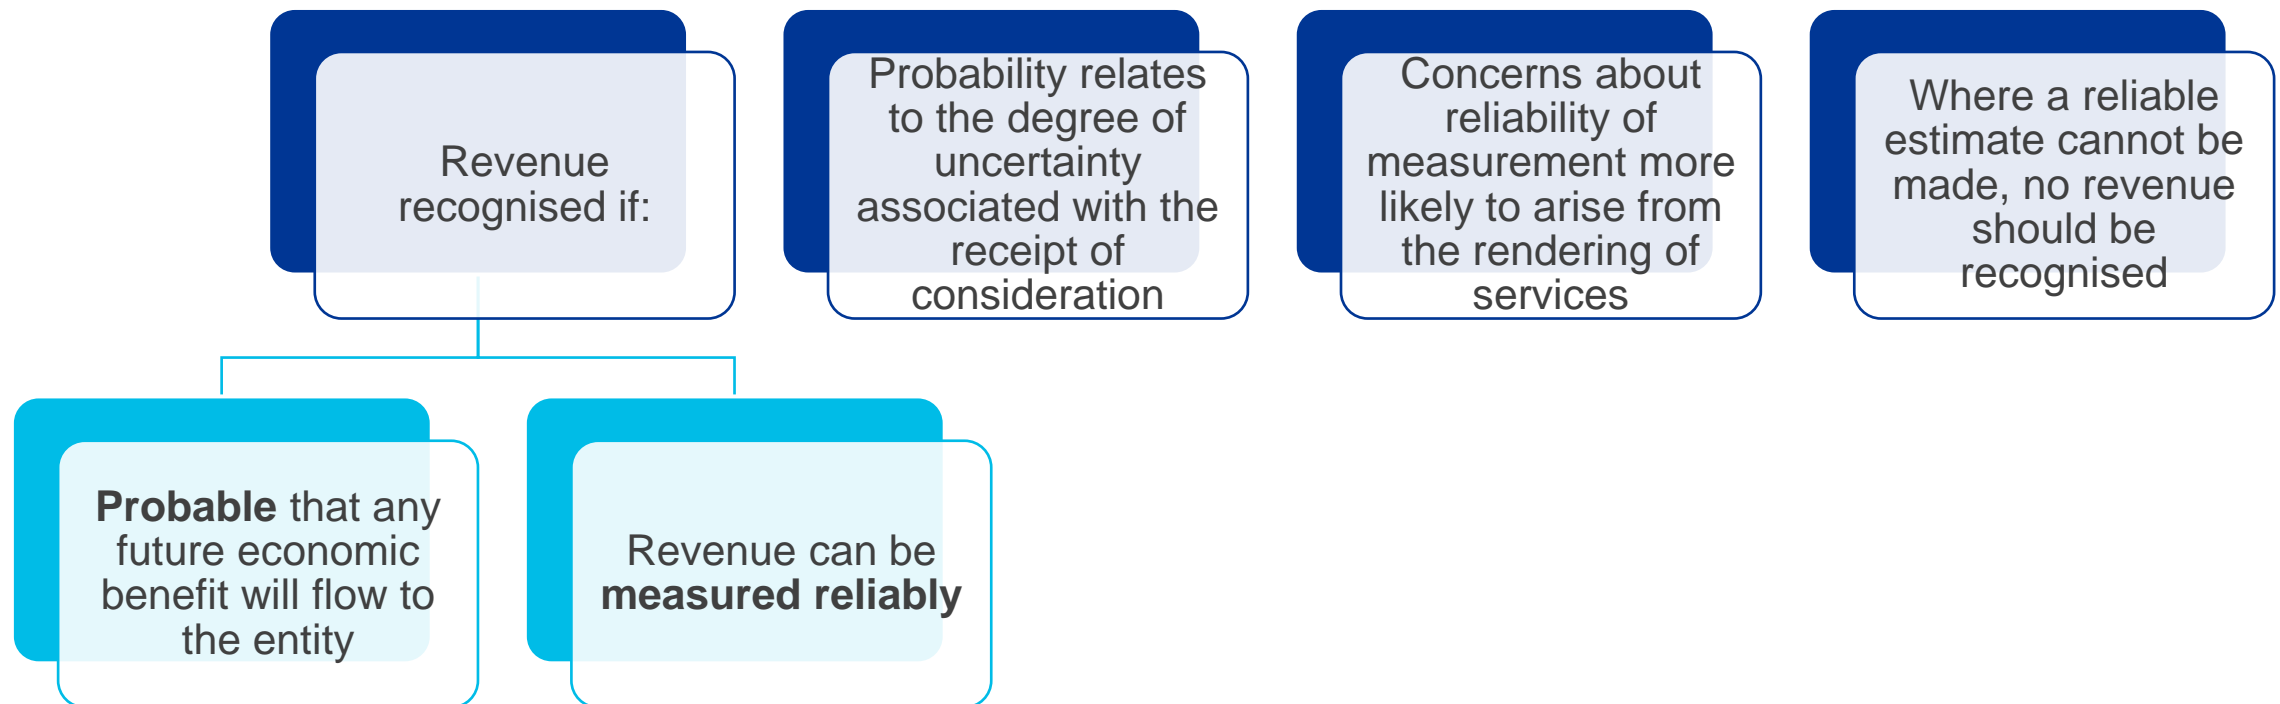 Revenue
recognised if:
Probability relates
to the degree of
uncertainty
associated with the
receipt of
consideration
Concerns about
reliability of
measurement more
likely to arise from
the rendering of
services
Where a reliable
estimate cannot be
made, no revenue
should be
recognised
Probable that any
future economic
benefit will flow to
the entity
Revenue can be
measured reliably